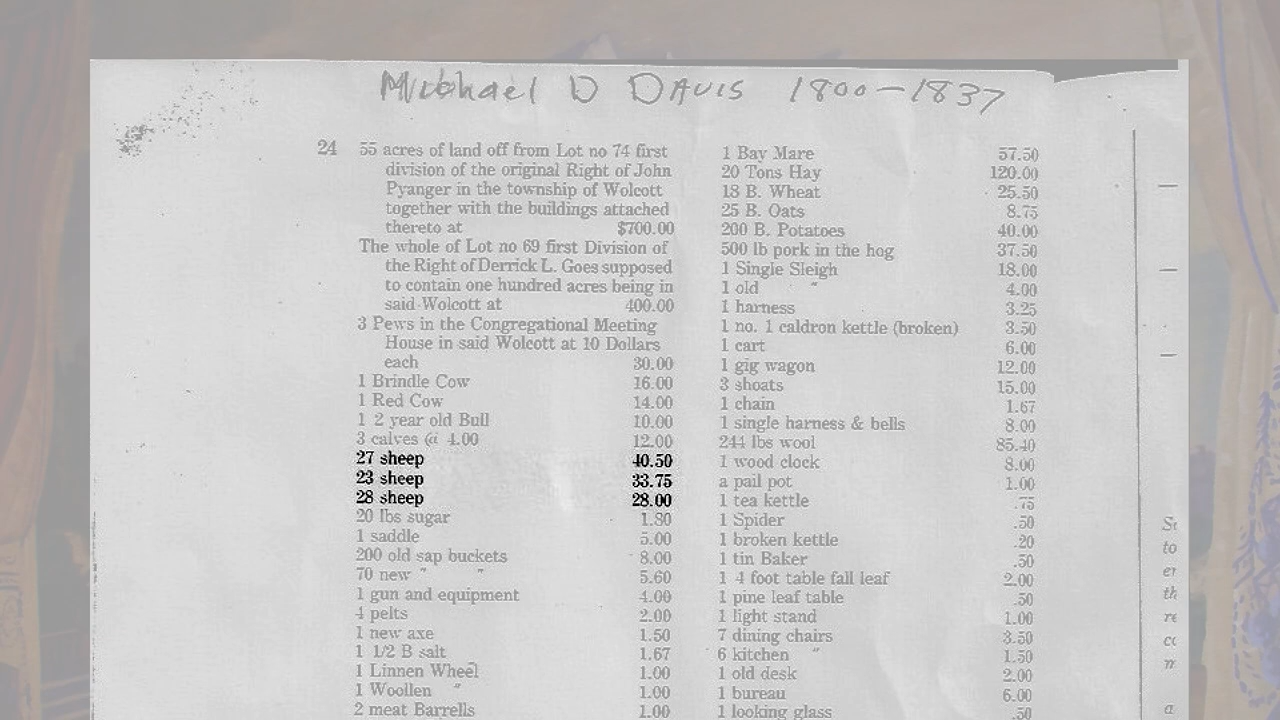 Michael D DAVIS 1800-1837
24 55 acres of land off from Lot no 74 first
division of the original Right of John
Pyanger in the township of Wolcott
together with the buildings attached
thereto at $700.00
The whole of Lot no 69 first Division of
the Right of Derrick L. Goes supposed
to contain one hundred acres being in
said Wolcott at 400.00
3 Pews in the Congregational Meeting
House in said Wolcott at 10 Dollars
each 30.00
1 Brindle Cow 16.00
1 Red Cow 14.00
1 2 year old Bull 10.00
3 calves @ 4.00 12.00
27 sheep 40.50
23 sheep 33.75
28 sheep 28.00
20 lbs sugar 1.80
1 saddle 5.00
200 old sap buckets 8.00
70 new " " 5.60
1 gun and equipment 4.00
4 pelts 2.00
1 new axe 1.50
1 1/2 B salt 1.67
1 Linnen Wheel 1.00
1 Woollen " 1.00
2 meat Barrells 1.00
1 Bay Mare 57.50
20 Tons Hay 120.00
18 B. Wheat 25.50
25 B. Oats 8.75
200 B. Potatoes 40.00
500 lb pork in the hog 37.50
1 Single Sleigh 18.00
1 old " 4.00
1 harness 3.25
1 no. 1 caldron kettle (broken) 3.50
1 cart 6.00
1 gig wagon 12.00
3 shoats 15.00
1 chain 1.67
1 single harness & bells 8.00
244 lbs wool 85.40
1 wood clock 8.00
a pail pot 1.00
1 tea kettle .75
1 Spider .50
1 broken kettle .20
1 tin Baker .50
1 4 foot table fall leaf 2.00
1 pine leaf table .50
1 light stand 1.00
7 dining chairs 3.50
6 kitchen " 1.50
1 old desk 2.00
1 bureau 6.00
1 looking glass .50
to
er
th
re
m
a